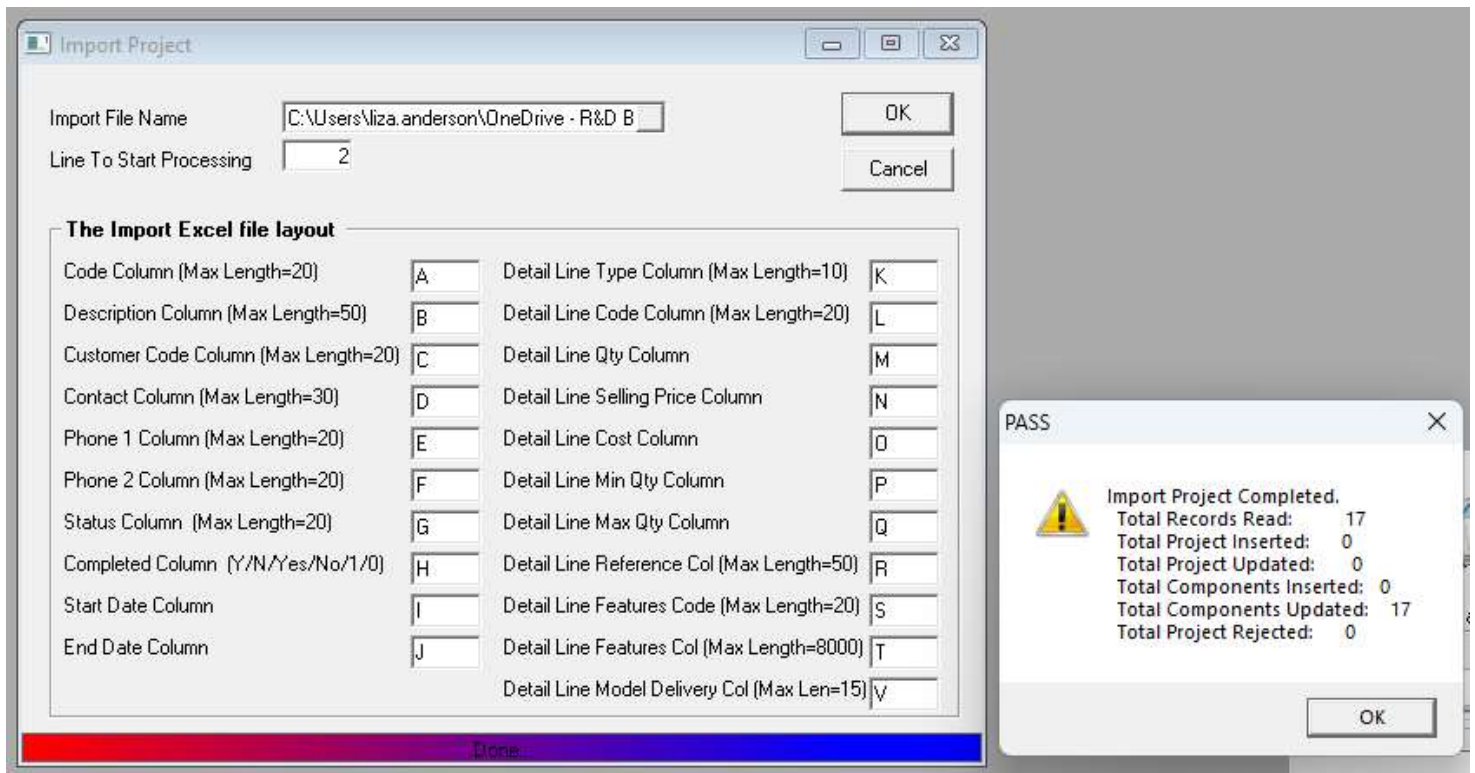 Import Project
Import File Name C:\Users\liza.anderson\OneDrive - R&D B
OK
Line To Start Processing 2
Cancel
The Import Excel file layout
Code Column (Max Length=20) A
Description Column (Max Length=50) B
Customer Code Column (Max Length=20) C
Contact Column (Max Length=30) D
Phone 1 Column (Max Length=20) E
Phone 2 Column (Max Length=20) F
Status Column (Max Length=20) G
Completed Column (Y/N/Yes/No/1/0) H
Start Date Column I
End Date Column J
Detail Line Type Column (Max Length=10) K
Detail Line Code Column (Max Length=20) L
Detail Line Qty Column M
Detail Line Selling Price Column N
Detail Line Cost Column O
Detail Line Min Qty Column P
Detail Line Max Qty Column Q
Detail Line Reference Col (Max Length=50) R
Detail Line Features Code (Max Length=20) S
Detail Line Features Col (Max Length=8000) T
Detail Line Model Delivery Col (Max Len=15) V
Done
PASS
Import Project Completed.
Total Records Read: 17
Total Project Inserted: 0
Total Project Updated: 0
Total Components Inserted: 0
Total Components Updated: 17
Total Project Rejected: 0
OK